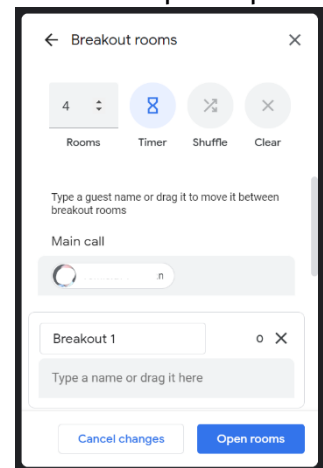 Breakout rooms
4
Rooms Timer Shuffle Clear
Type a guest name or drag it to move it between
breakout rooms
Main call
Breakout 1 0
Type a name or drag it here
Cancel changes Open rooms